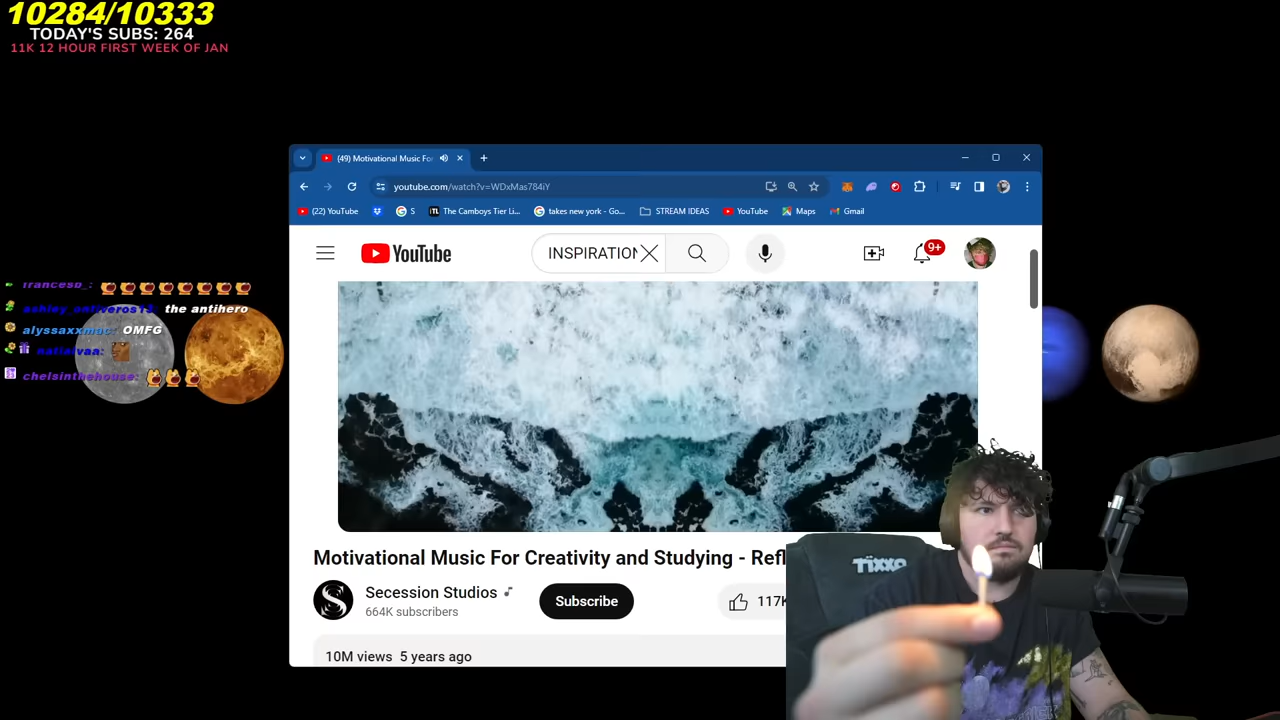 10284/10333
TODAY'S SUBS: 264
11K 12 HOUR FIRST WEEK OF JAN
(49) Motivational Music For
youtube.com/watch?v=WDxMas784iY
(22) YouTube
S
The Camboys Tier Li...
takes new york - Go...
STREAM IDEAS
YouTube
Maps
Gmail
YouTube
INSPIRATION
9+
francesb_:
ashley_ontiveros13: the antihero
alyssaxxmac: OMFG
chelsinthehouse:
Motivational Music For Creativity and Studying - Refl
Secession Studios
664K subscribers
Subscribe
117K
10M views 5 years ago